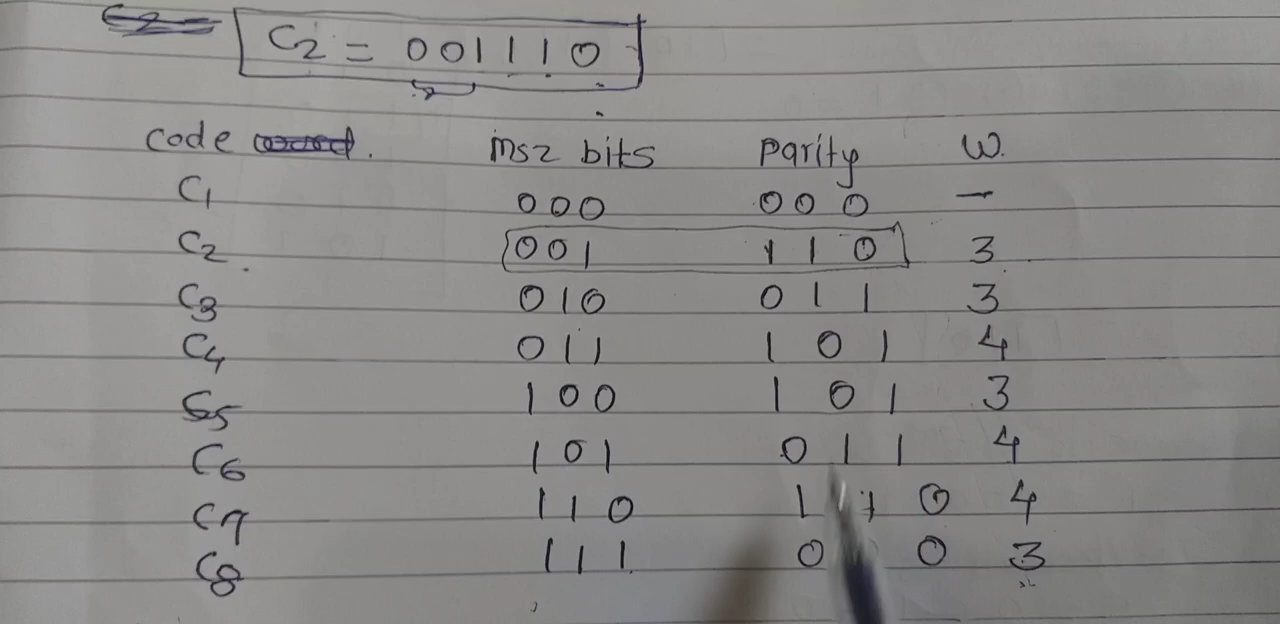 C2 = 001110
Code msz bits Parity W.
C1 000 000 —
C2 001 110 3
C3 010 011 3
C4 011 101 4
C5 100 101 3
C6 101 011 4
C7 110 110 4
C8 111 0 0 3